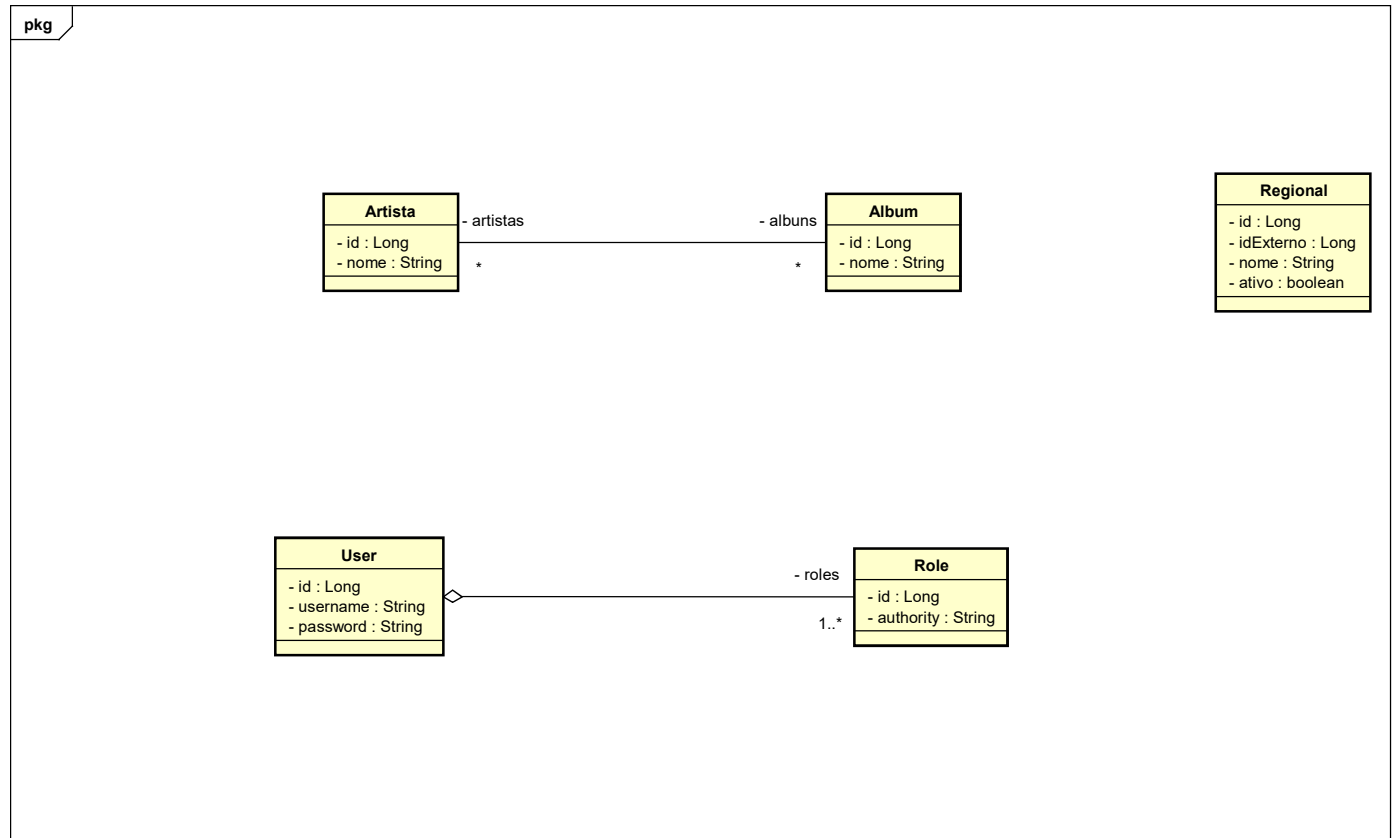 pkg
Artista
- id : Long
- nome : String
- artistas
*
- albuns
*
Album
- id : Long
- nome : String
Regional
- id : Long
- idExterno : Long
- nome : String
- ativo : boolean
User
- id : Long
- username : String
- password : String
- roles
1..*
Role
- id : Long
- authority : String